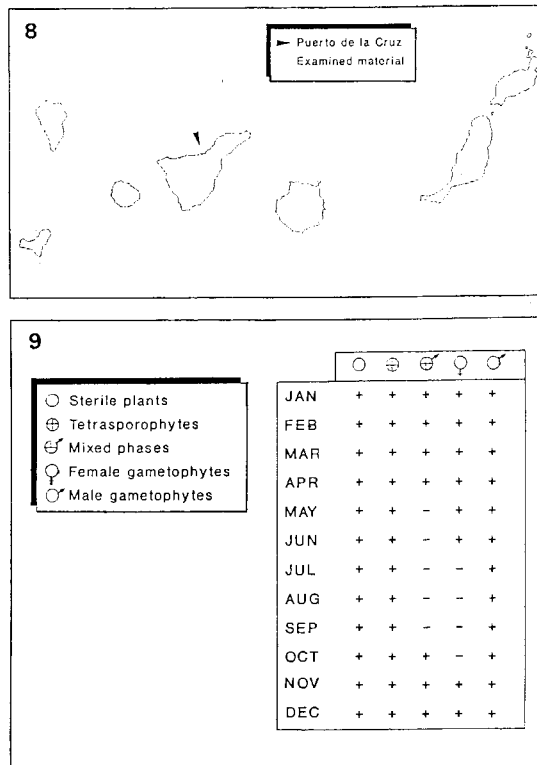 8
Puerto de la Cruz
Examined material
9
Sterile plants
Tetrasporophytes
Mixed phases
Female gametophytes
Male gametophytes
JAN + + + + +
FEB + + + + +
MAR + + + + +
APR + + + + +
MAY + + - + +
JUN + + - + +
JUL + + - - +
AUG + + - - +
SEP + + - - +
OCT + + + - +
NOV + + + + +
DEC + + + + +